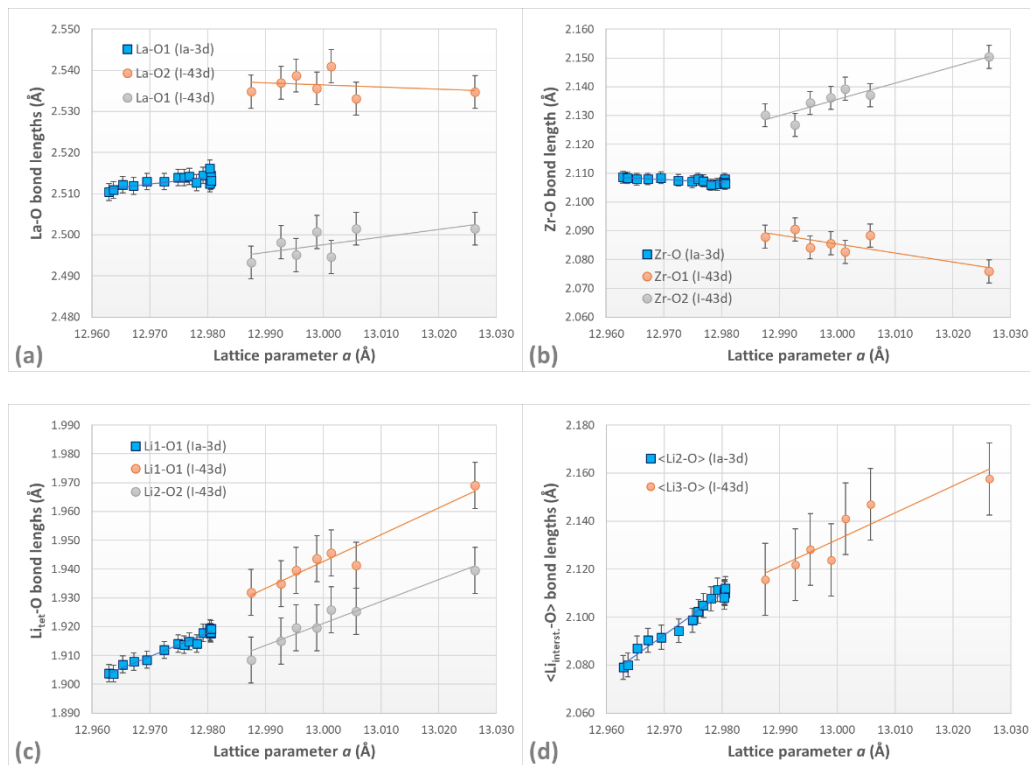 2.550
2.540
2.530
2.520
2.510
2.500
2.490
2.480
La-O bond lengths (Å)
La-O1 (Ia-3d)
La-O2 (I-43d)
La-O1 (I-43d)
12.960 12.970 12.980 12.990 13.000 13.010 13.020 13.030
(a) Lattice parameter a (Å)
2.160
2.150
2.140
2.130
2.120
2.110
2.100
2.090
2.080
2.070
2.060
Zr-O bond length (Å)
Zr-O (Ia-3d)
Zr-O1 (I-43d)
Zr-O2 (I-43d)
12.960 12.970 12.980 12.990 13.000 13.010 13.020 13.030
(b) Lattice parameter a (Å)
1.990
1.980
1.970
1.960
1.950
1.940
1.930
1.920
1.910
1.900
1.890
Litet-O bond lenghs (Å)
Li1-O1 (Ia-3d)
Li1-O1 (I-43d)
Li2-O2 (I-43d)
12.960 12.970 12.980 12.990 13.000 13.010 13.020 13.030
(c) Lattice parameter a (Å)
2.180
2.160
2.140
2.120
2.100
2.080
2.060
<Liinterst.-O> bond lengths (Å)
<Li2-O> (Ia-3d)
<Li3-O> (I-43d)
12.960 12.970 12.980 12.990 13.000 13.010 13.020 13.030
(d) Lattice parameter a (Å)